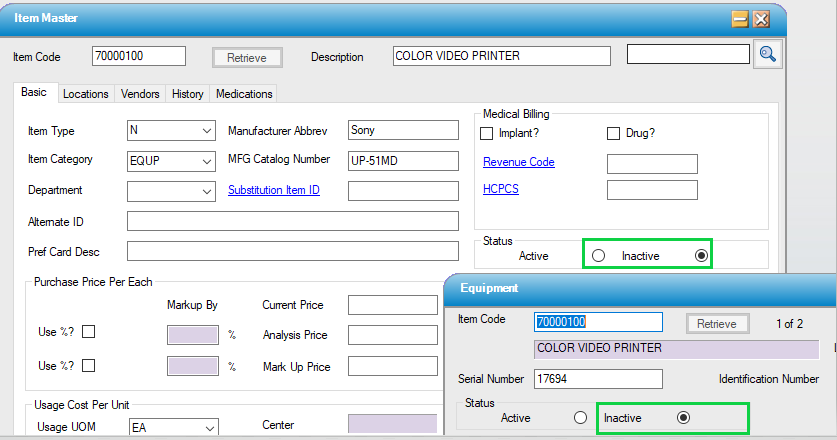 Item Master
Item Code 70000100 Retrieve Description COLOR VIDEO PRINTER
Basic Locations Vendors History Medications
Medical Billing
Item Type N Manufacturer Abbrev Sony Implant? Drug?
Item Category EQUP MFG Catalog Number UP-51MD Revenue Code
Department Substitution Item ID HCPCS
Alternate ID
Pref Card Desc
Status
Active Inactive
Purchase Price Per Each
Markup By Current Price
Use %? % Analysis Price
Use %? % Mark Up Price
Usage Cost Per Unit
Usage UOM EA Center
Equipment
Item Code 70000100 Retrieve 1 of 2
COLOR VIDEO PRINTER
Serial Number 17694 Identification Number
Status
Active Inactive